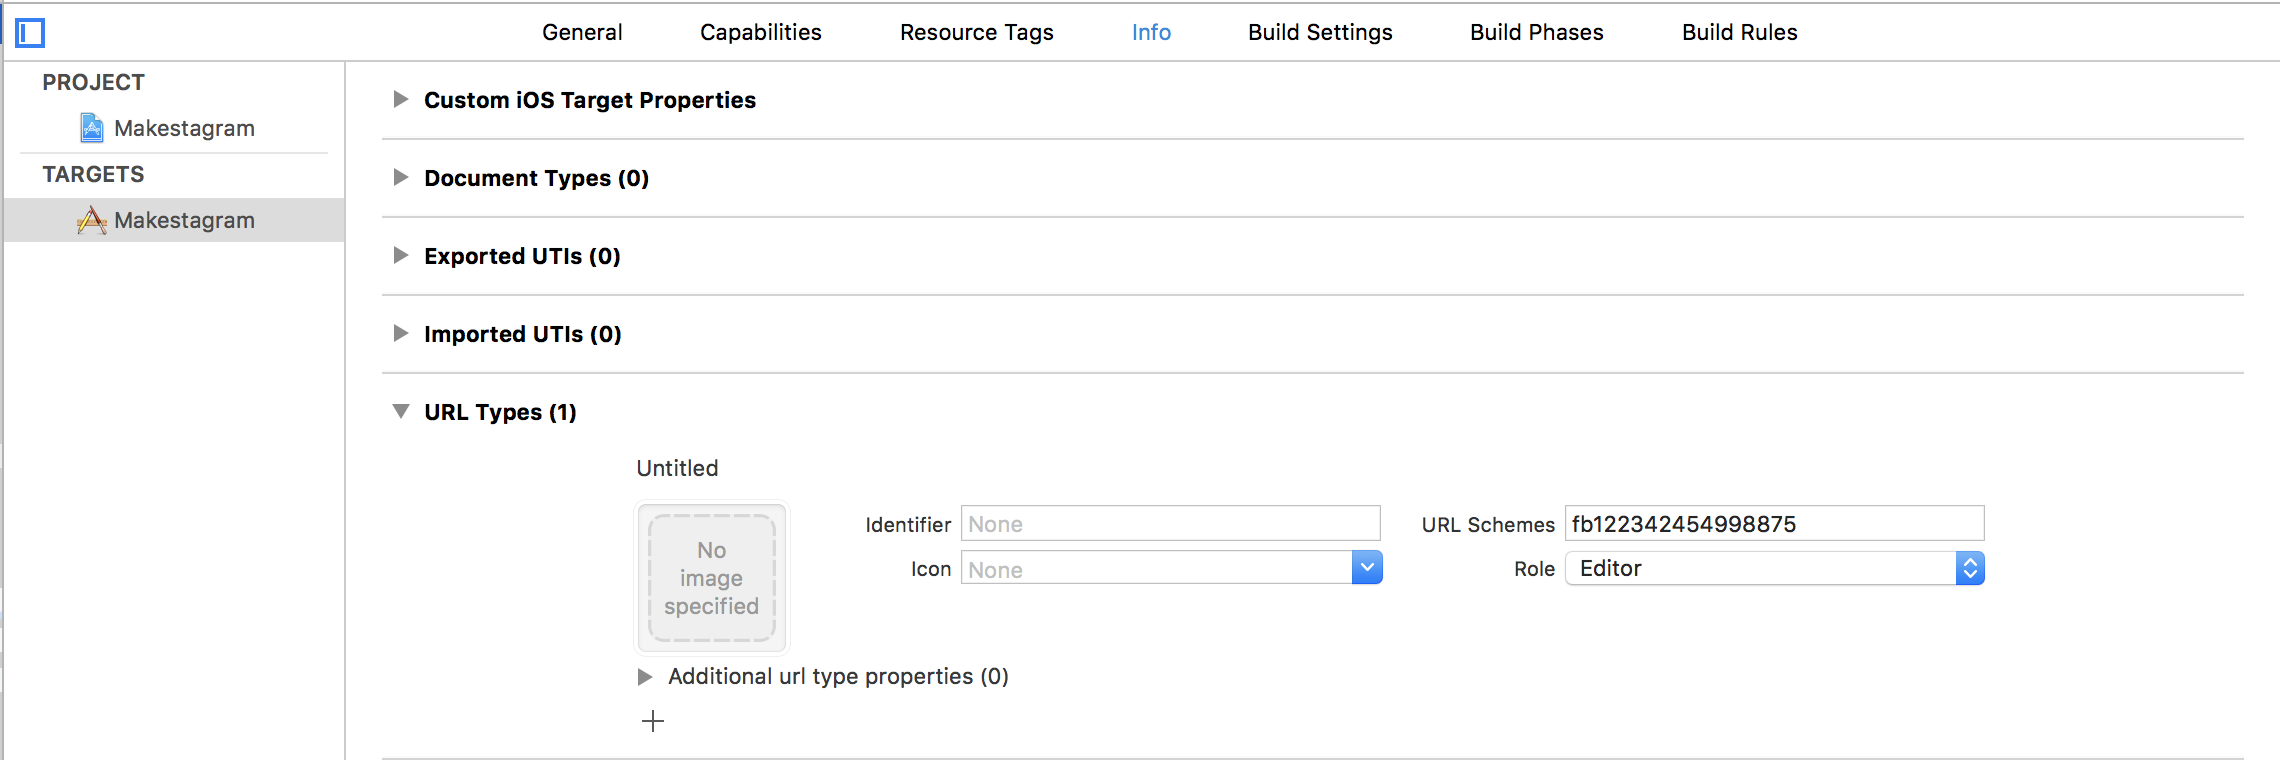 General Capabilities Resource Tags Info Build Settings Build Phases Build Rules
PROJECT
Makestagram
TARGETS
Makestagram
Custom iOS Target Properties
Document Types (0)
Exported UTIs (0)
Imported UTIs (0)
URL Types (1)
Untitled
No
image
specified
Identifier None URL Schemes fb122342454998875
Icon None Role Editor
Additional url type properties (0)